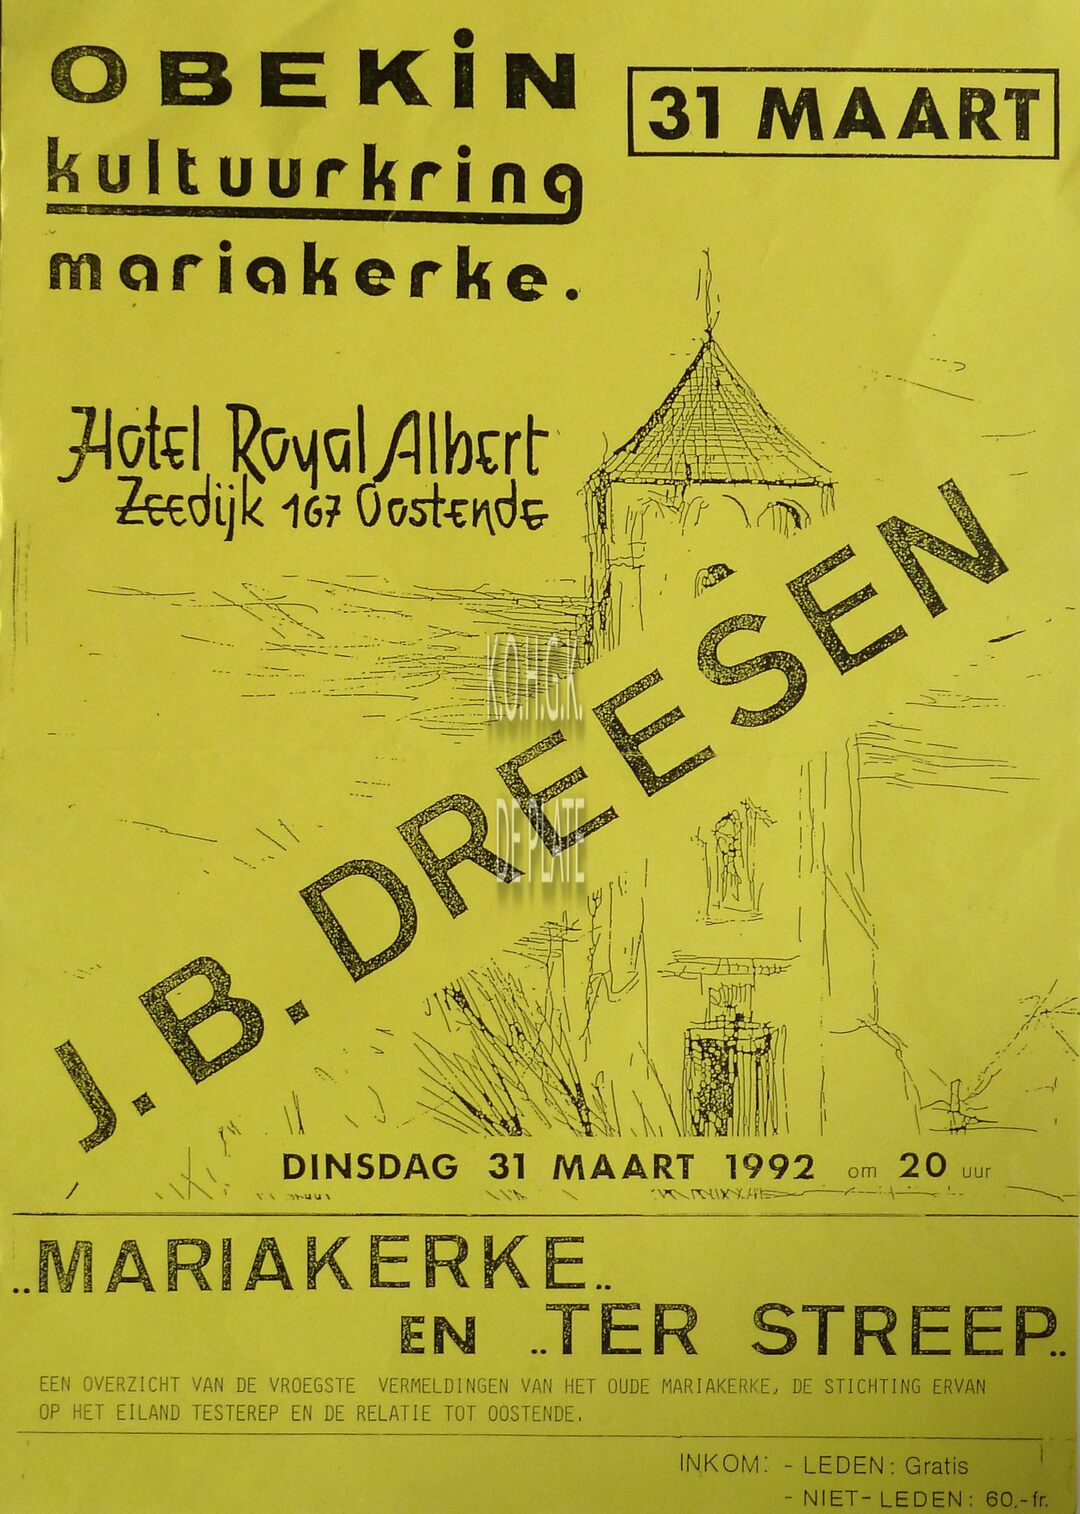 OBEKiN
kultuurkring
mariakerke.
31 MAART
Hotel Royal Albert
Zeedijk 167 Oostende
K.O.H.G.K.
DE PLATE
J.B. DREESEN
DINSDAG 31 MAART 1992 om 20 uur
..MARIAKERKE..
EN ..TER STREEP..
EEN OVERZICHT VAN DE VROEGSTE VERMELDINGEN VAN HET OUDE MARIAKERKE, DE STICHTING ERVAN
OP HET EILAND TESTEREP EN DE RELATIE TOT OOSTENDE.
INKOM: - LEDEN: Gratis
- NIET-LEDEN: 60.-fr.